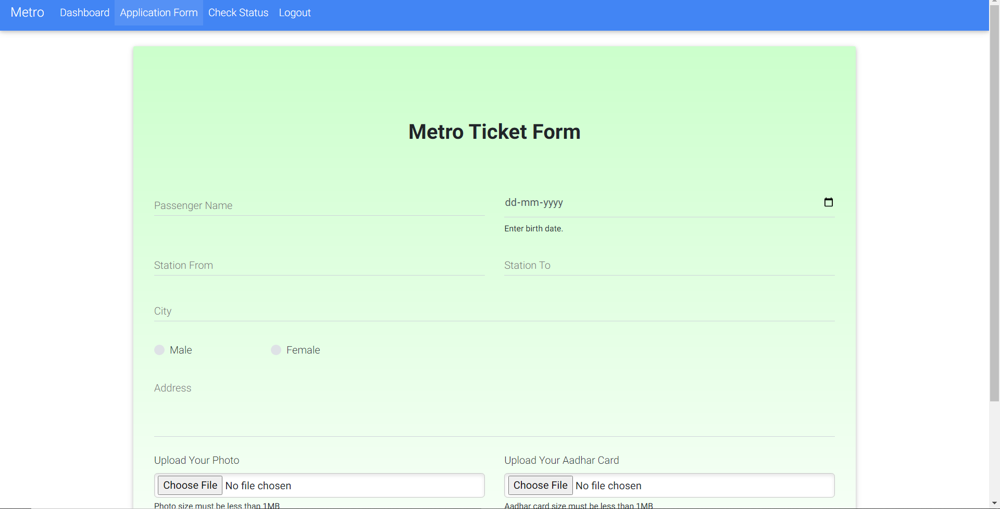 Metro Dashboard Application Form Check Status Logout
Metro Ticket Form
Passenger Name dd-mm-yyyy
Enter birth date.
Station From Station To
City
Male Female
Address
Upload Your Photo Upload Your Aadhar Card
Choose File No file chosen Choose File No file chosen
Photo size must be less than 1MB Aadhar card size must be less than 1MB